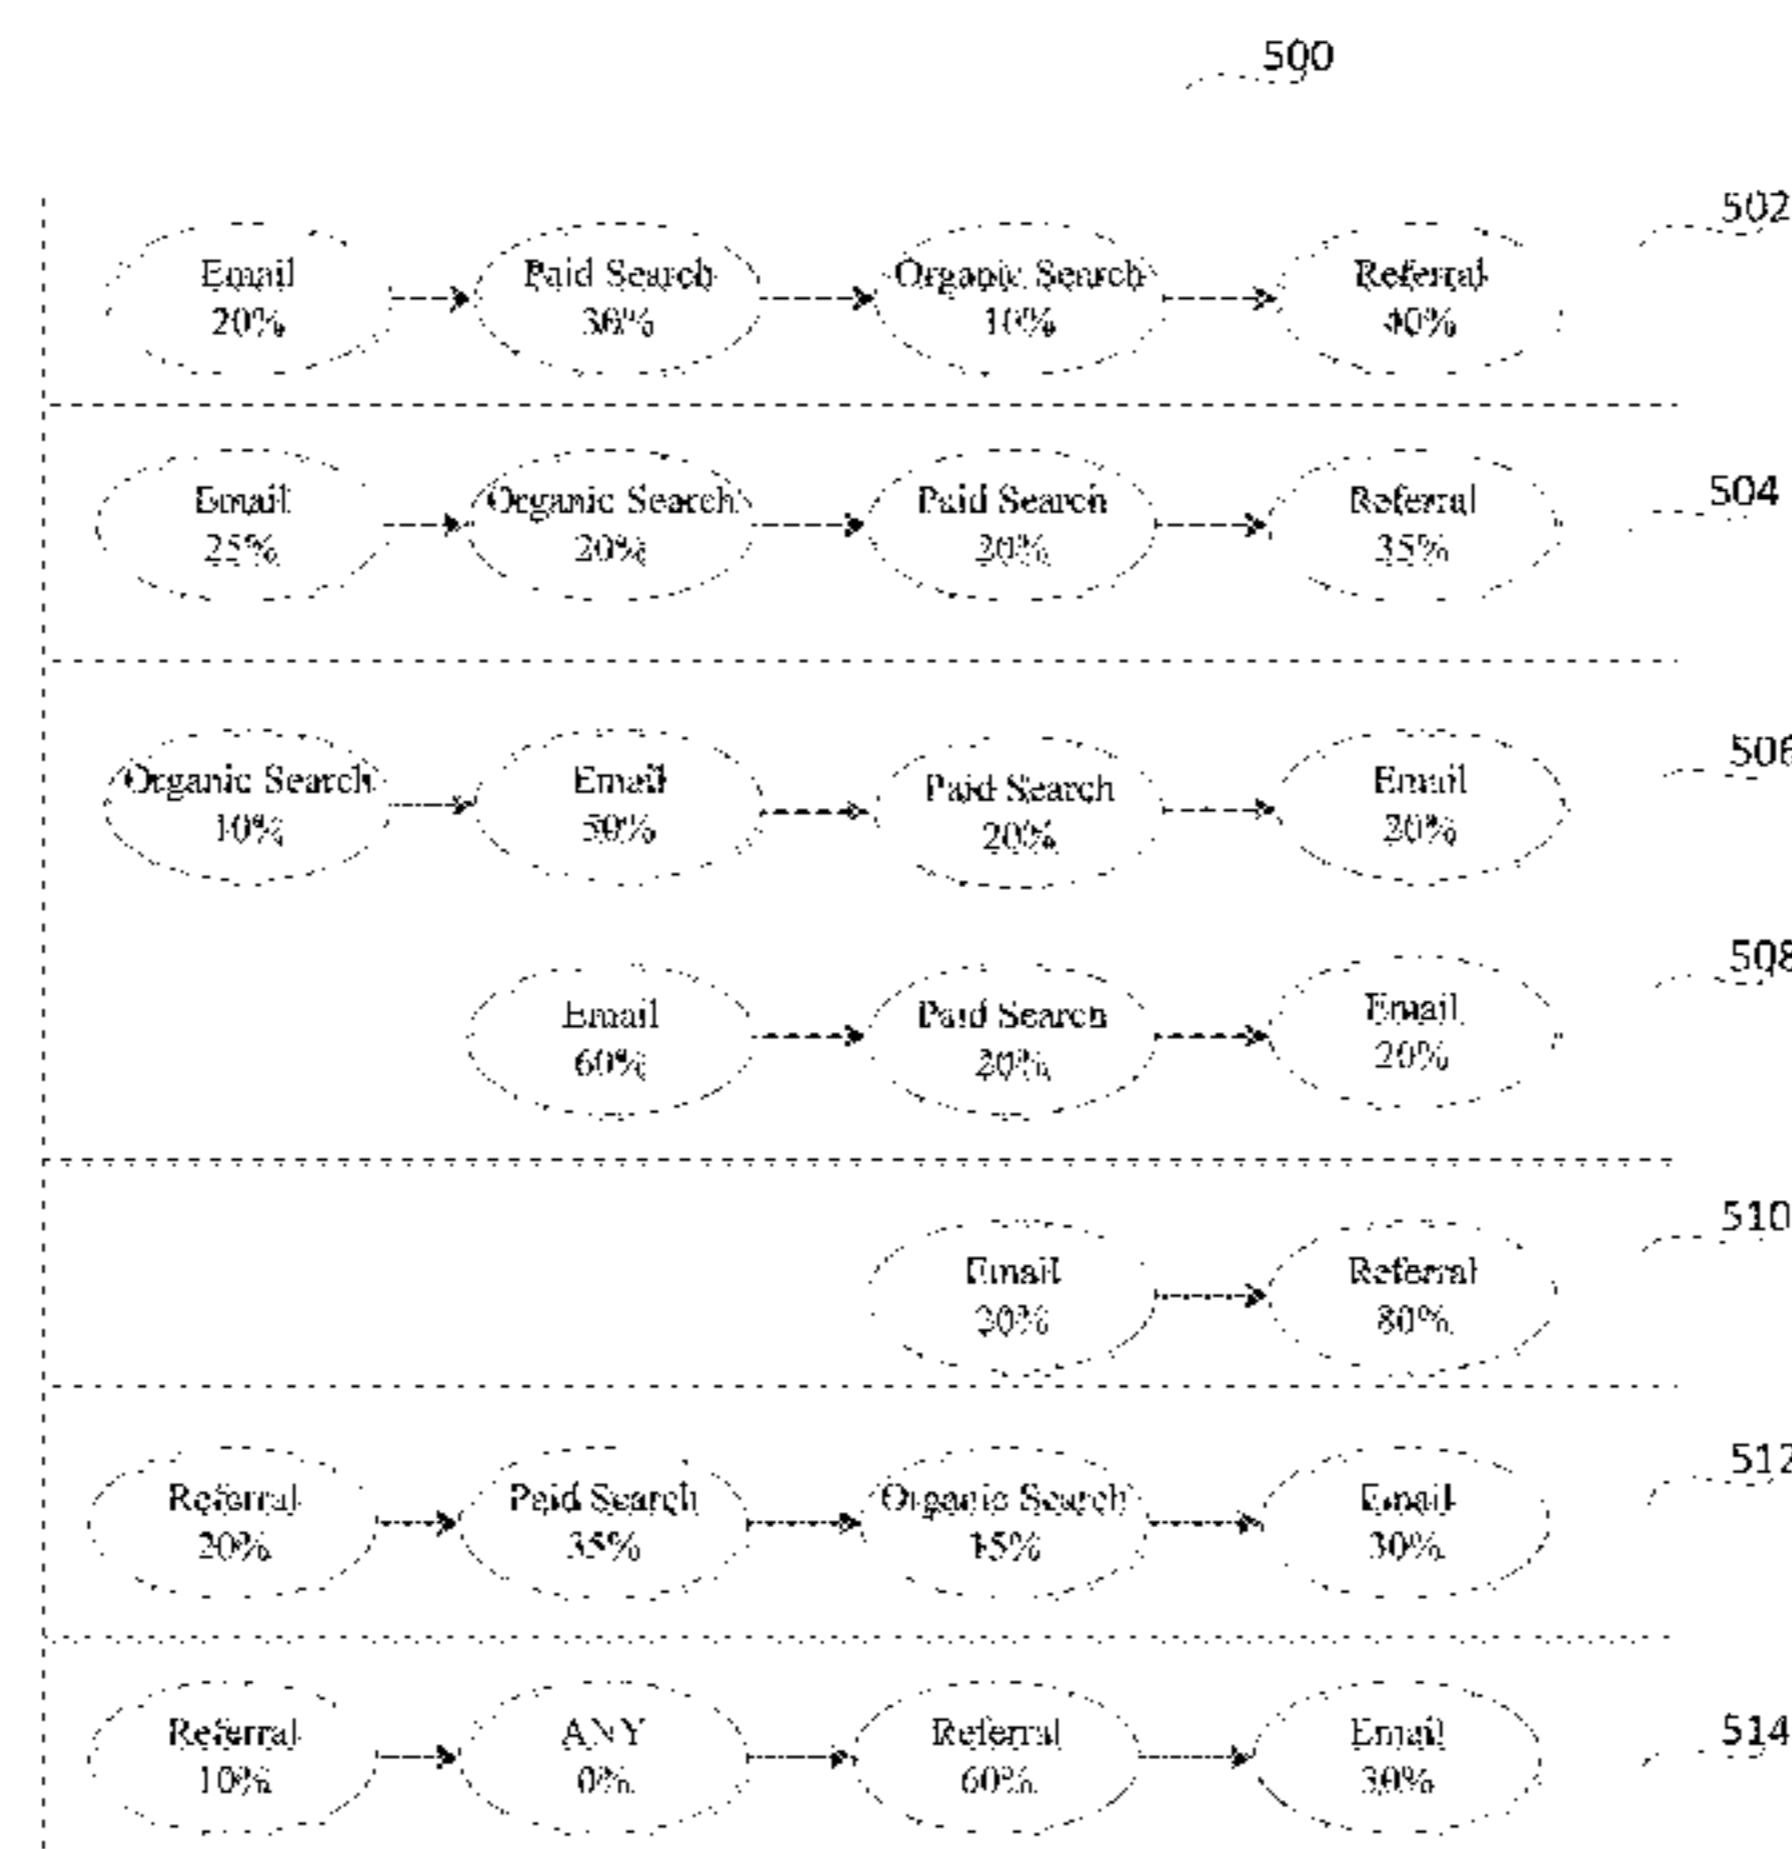 500
502
Email Paid Search Organic Search Referral
20% 30% 10% 40%
504
Email Organic Search Paid Search Referral
25% 20% 20% 35%
506
Organic Search Email Paid Search Email
10% 50% 20% 20%
508
Email Paid Search Email
60% 20% 20%
510
Email Referral
20% 80%
512
Referral Paid Search Organic Search Email
20% 35% 15% 30%
514
Referral ANY Referral Email
10% 0% 60% 30%